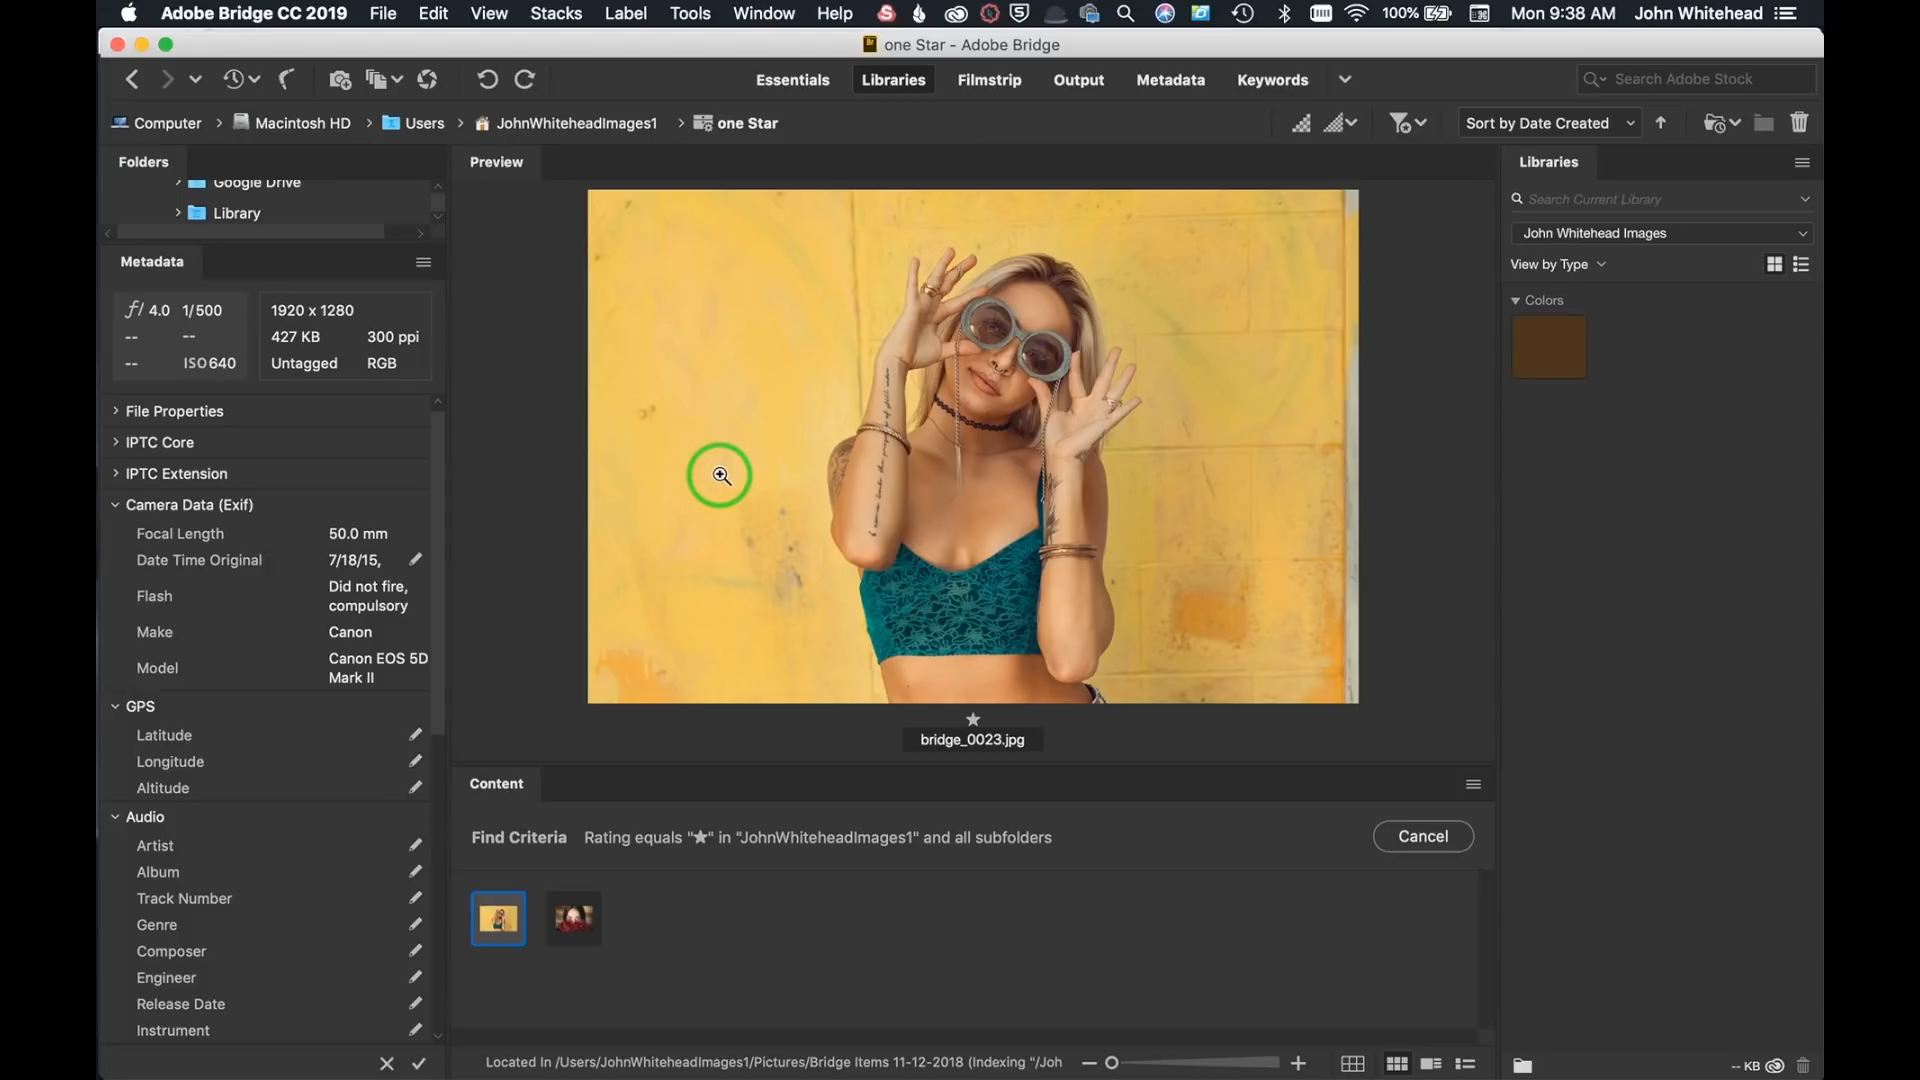 Adobe Bridge CC 2019 File Edit View Stacks Label Tools Window Help 100% Mon 9:38 AM John Whitehead
Br one Star - Adobe Bridge
Essentials Libraries Filmstrip Output Metadata Keywords Search Adobe Stock
Computer Macintosh HD Users JohnWhiteheadImages1 one Star Sort by Date Created
Folders
Google Drive
Library
Metadata
f/ 4.0 1/500
-- --
-- ISO640
1920 x 1280
427 KB 300 ppi
Untagged RGB
File Properties
IPTC Core
IPTC Extension
Camera Data (Exif)
Focal Length 50.0 mm
Date Time Original 7/18/15,
Flash Did not fire, compulsory
Make Canon
Model Canon EOS 5D Mark II
GPS
Latitude
Longitude
Altitude
Audio
Artist
Album
Track Number
Genre
Composer
Engineer
Release Date
Instrument
Preview
bridge_0023.jpg
Content
Find Criteria Rating equals "★" in "JohnWhiteheadImages1" and all subfolders Cancel
Located In /Users/JohnWhiteheadImages1/Pictures/Bridge Items 11-12-2018 (Indexing "/Joh
Libraries
Search Current Library
John Whitehead Images
View by Type
Colors
-- KB